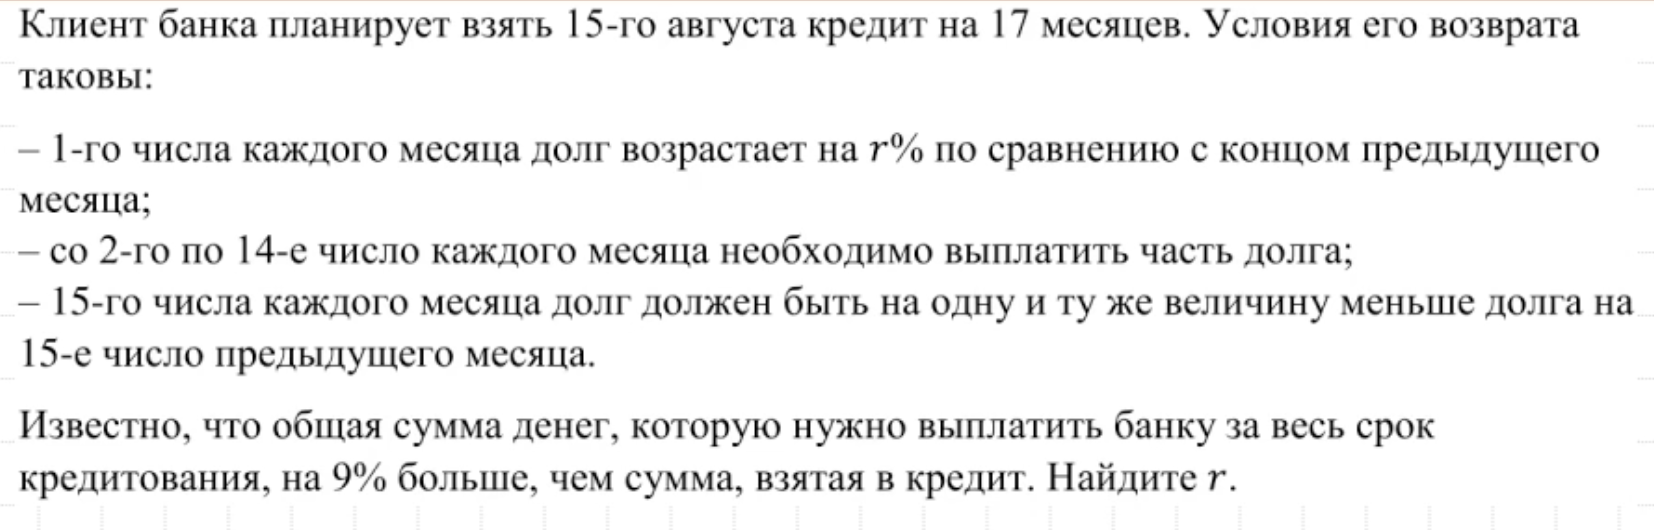 Клиент банка планирует взять 15-го августа кредит на 17 месяцев. Условия его возврата
таковы:
– 1-го числа каждого месяца долг возрастает на r% по сравнению с концом предыдущего
месяца;
– со 2-го по 14-е число каждого месяца необходимо выплатить часть долга;
– 15-го числа каждого месяца долг должен быть на одну и ту же величину меньше долга на
15-е число предыдущего месяца.
Известно, что общая сумма денег, которую нужно выплатить банку за весь срок
кредитования, на 9% больше, чем сумма, взятая в кредит. Найдите r.